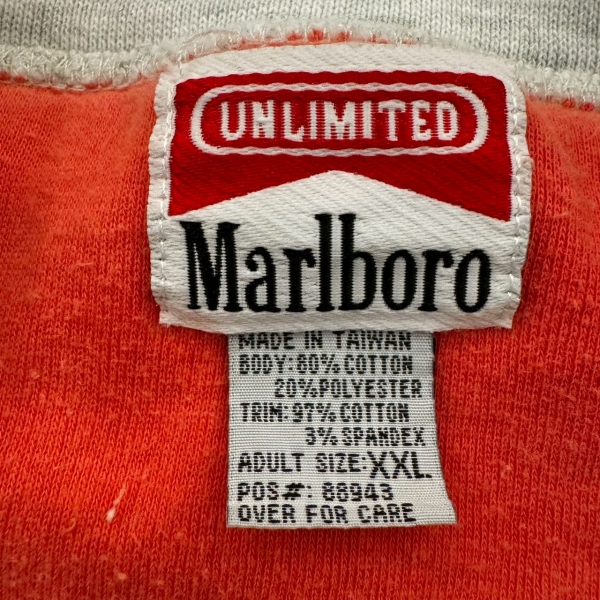 UNLIMITED
Marlboro
MADE IN TAIWAN
BODY: 80% COTTON
20% POLYESTER
TRIM: 97% COTTON
3% SPANDEX
ADULT SIZE: XXL
POS#: 88943
OVER FOR CARE